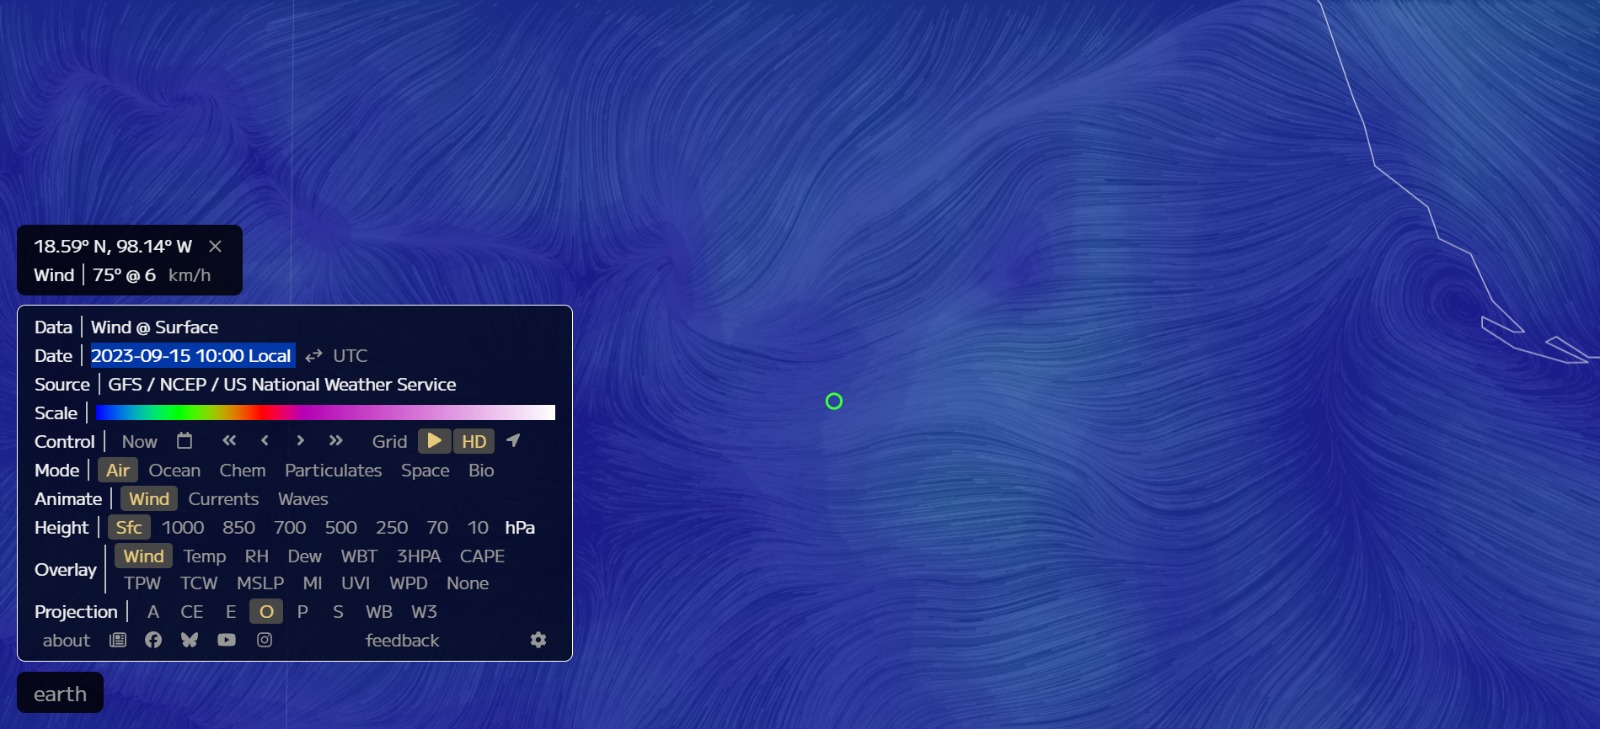 18.59° N, 98.14° W ×
Wind | 75° @ 6 km/h
Data | Wind @ Surface
Date | 2023-09-15 10:00 Local ⇄ UTC
Source | GFS / NCEP / US National Weather Service
Scale |
Control | Now « ‹ › » Grid HD
Mode | Air Ocean Chem Particulates Space Bio
Animate | Wind Currents Waves
Height | Sfc 1000 850 700 500 250 70 10 hPa
Overlay | Wind Temp RH Dew WBT 3HPA CAPE
TPW TCW MSLP MI UVI WPD None
Projection | A CE E O P S WB W3
about feedback
earth